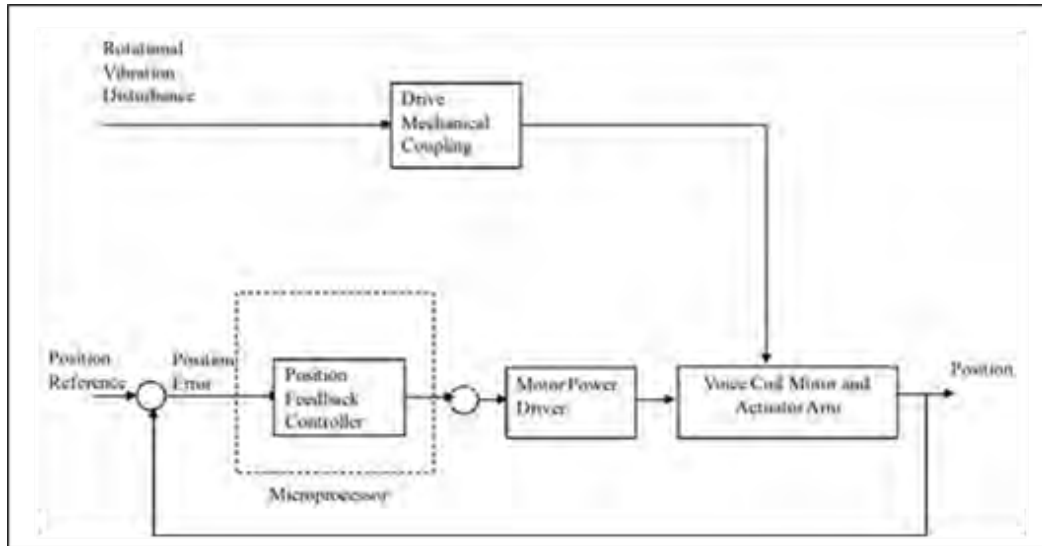 Rotational
Vibration
Disturbance
Drive
Mechanical
Coupling
Position
Reference
Position
Error
Position
Feedback
Controller
Motor Power
Driver
Voice Coil Motor and
Actuator Arm
Position
Microprocessor